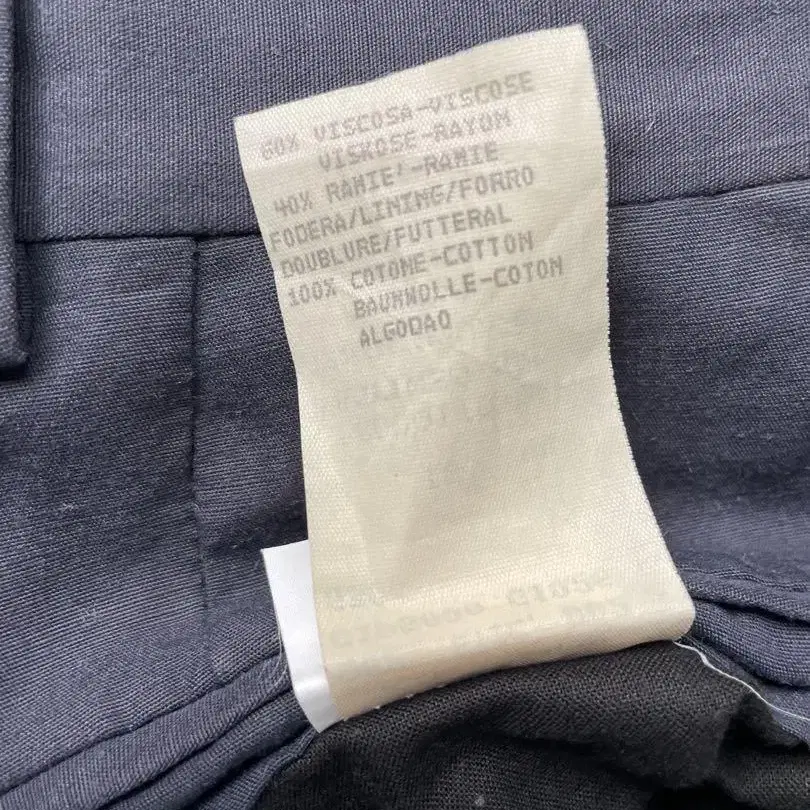 60% VISCOSA-VISCOSE
VISKOSE-RAYON
40% RAMIE'-RAMIE
FODERA/LINING/FORRO
DOUBLURE/FUTTERAL
100% COTONE-COTTON
BAUMWOLLE-COTON
ALGODAO